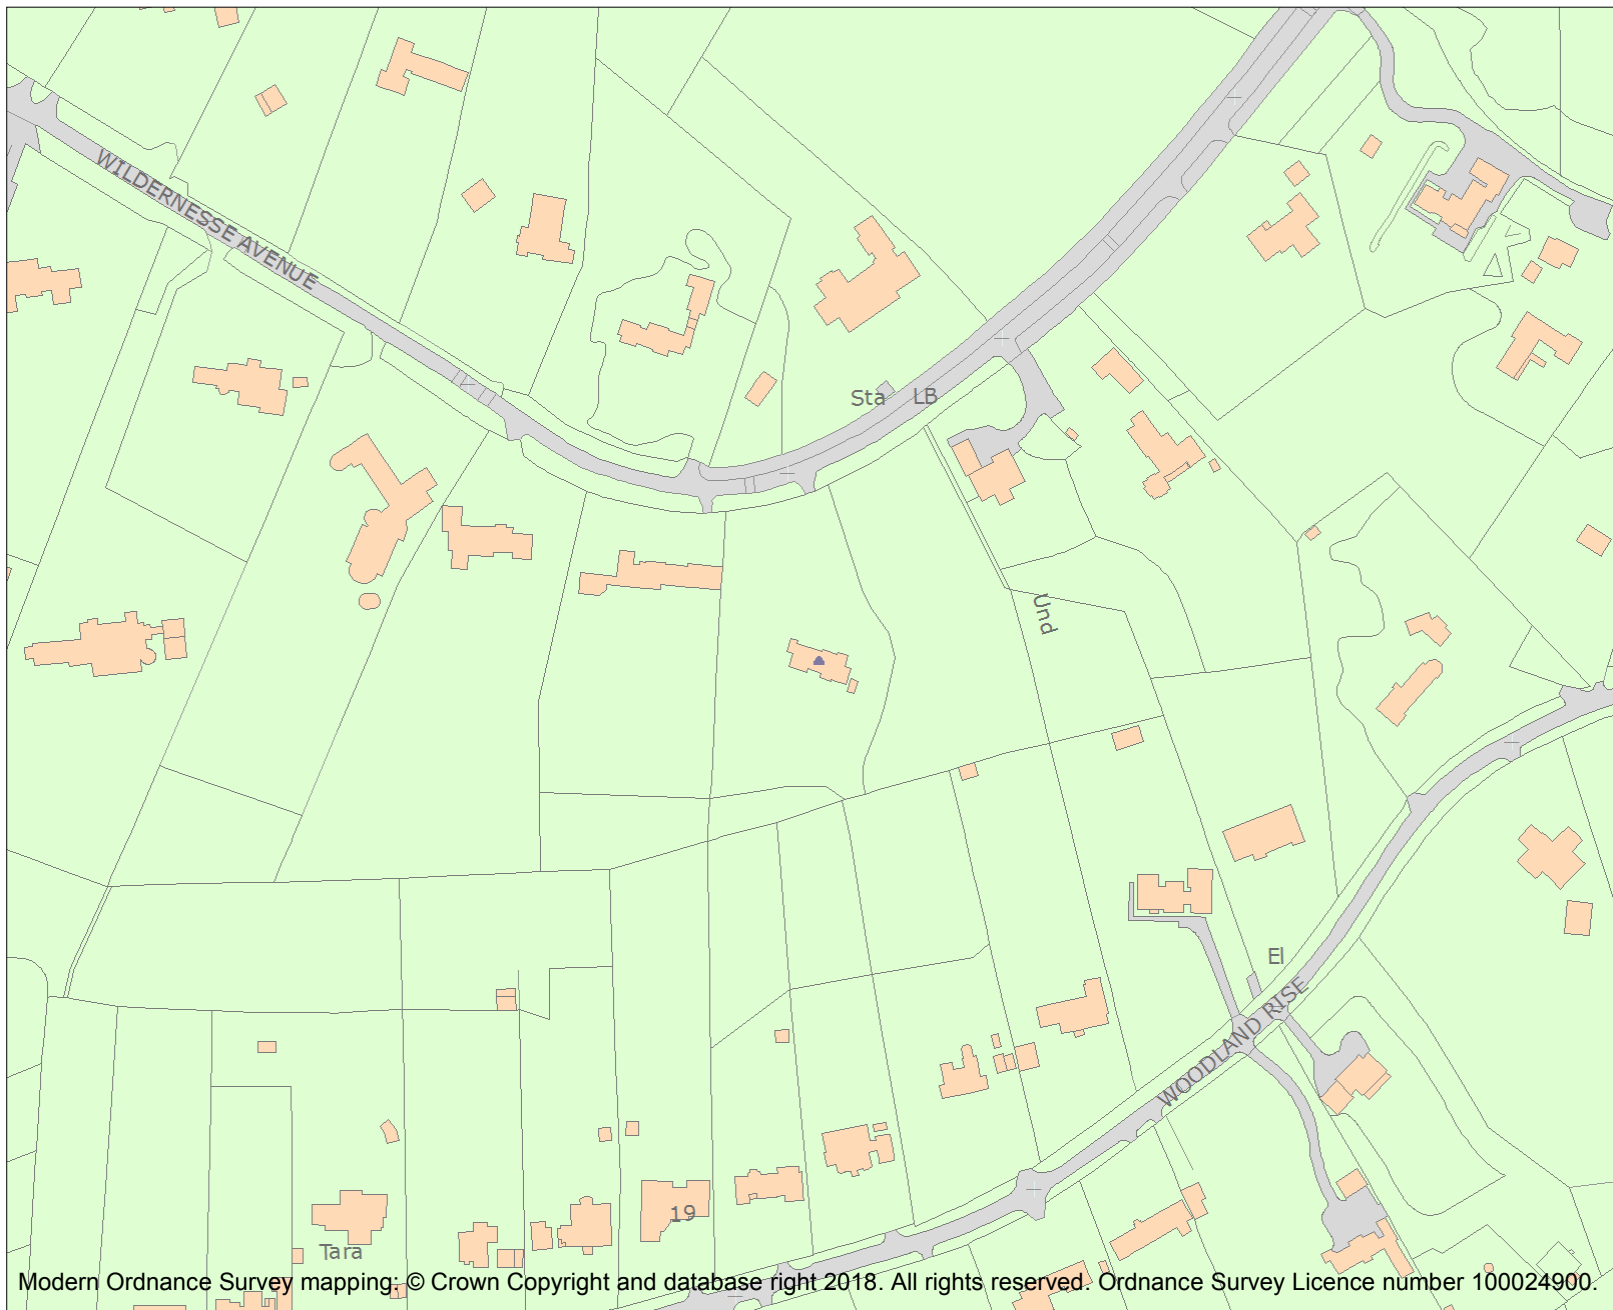 WILDERNESSE AVENUE
Sta LB
Und
El
WOODLAND RISE
19
Tara
Modern Ordnance Survey mapping: © Crown Copyright and database right 2018. All rights reserved. Ordnance Survey Licence number 100024900.